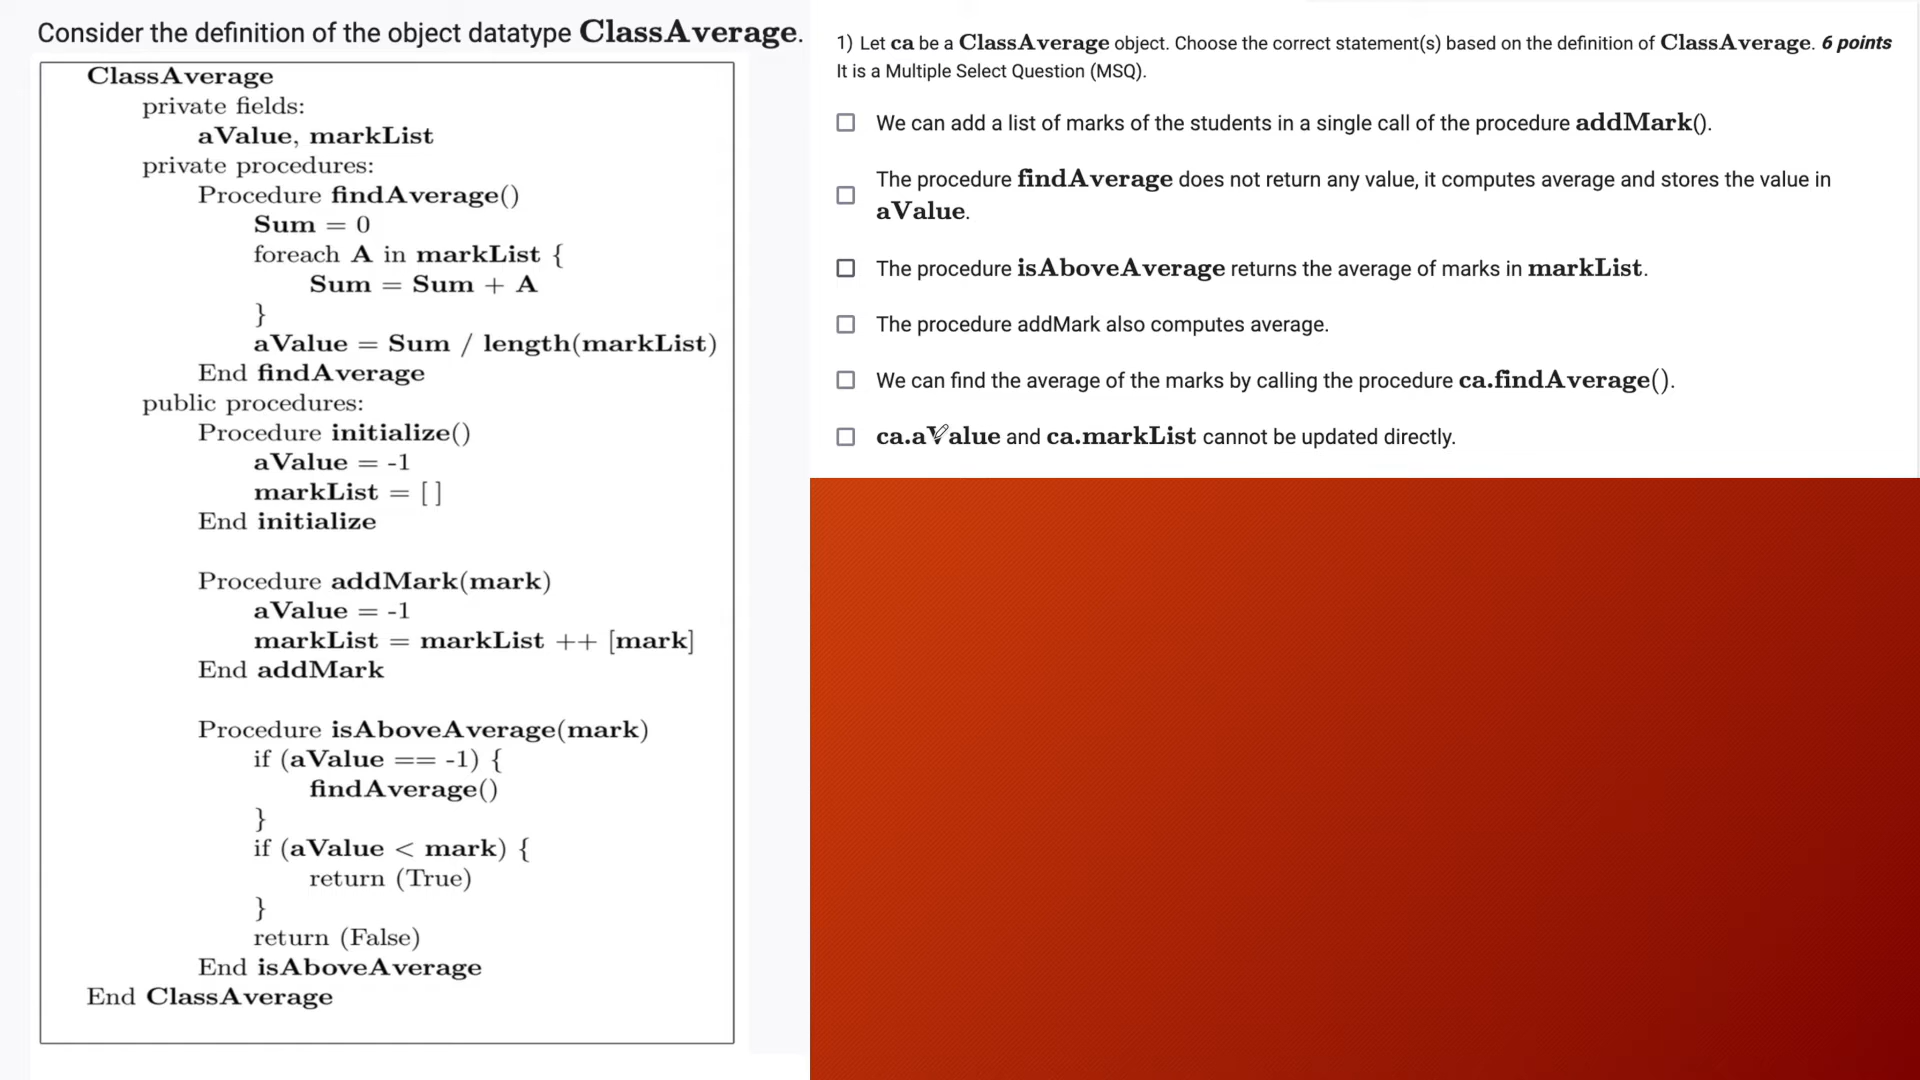 Consider the definition of the object datatype ClassAverage.
ClassAverage
private fields:
aValue, markList
private procedures:
Procedure findAverage()
Sum = 0
foreach A in markList {
Sum = Sum + A
}
aValue = Sum / length(markList)
End findAverage
public procedures:
Procedure initialize()
aValue = -1
markList = [ ]
End initialize
Procedure addMark(mark)
aValue = -1
markList = markList ++ [mark]
End addMark
Procedure isAboveAverage(mark)
if (aValue == -1) {
findAverage()
}
if (aValue < mark) {
return (True)
}
return (False)
End isAboveAverage
End ClassAverage
1) Let ca be a ClassAverage object. Choose the correct statement(s) based on the definition of ClassAverage. 6 points
It is a Multiple Select Question (MSQ).
We can add a list of marks of the students in a single call of the procedure addMark().
The procedure findAverage does not return any value, it computes average and stores the value in
aValue.
The procedure isAboveAverage returns the average of marks in markList.
The procedure addMark also computes average.
We can find the average of the marks by calling the procedure ca.findAverage().
ca.aValue and ca.markList cannot be updated directly.